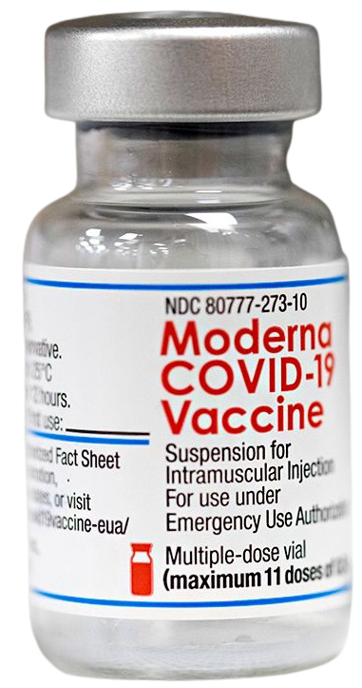 NDC 80777-273-10
Moderna
COVID-19
Vaccine
Suspension for
Intramuscular Injection
For use under
Emergency Use
Multiple-dose vial
(maximum 11 doses of
hours.
use:
Fact Sheet
or visit
vaccine-eua/